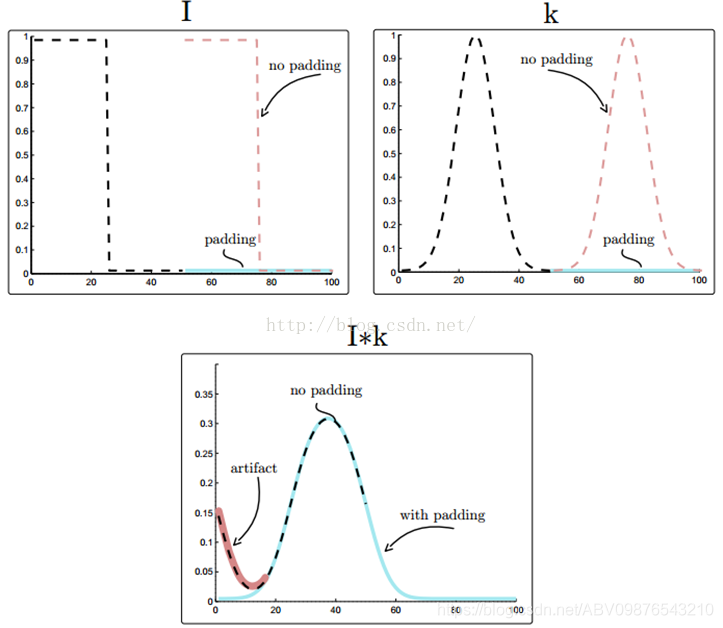 I
k
1
0.9
0.8
0.7
0.6
0.5
0.4
0.3
0.2
0.1
0
0 20 40 60 80 100
no padding
padding
1
0.9
0.8
0.7
0.6
0.5
0.4
0.3
0.2
0.1
0
0 20 40 60 80 100
no padding
padding
http://blog.csdn.net/
I*k
0.35
0.3
0.25
0.2
0.15
0.1
0.05
0
0 20 40 60 80 100
no padding
artifact
with padding
https://blog.csdn.net/ABV09876543210